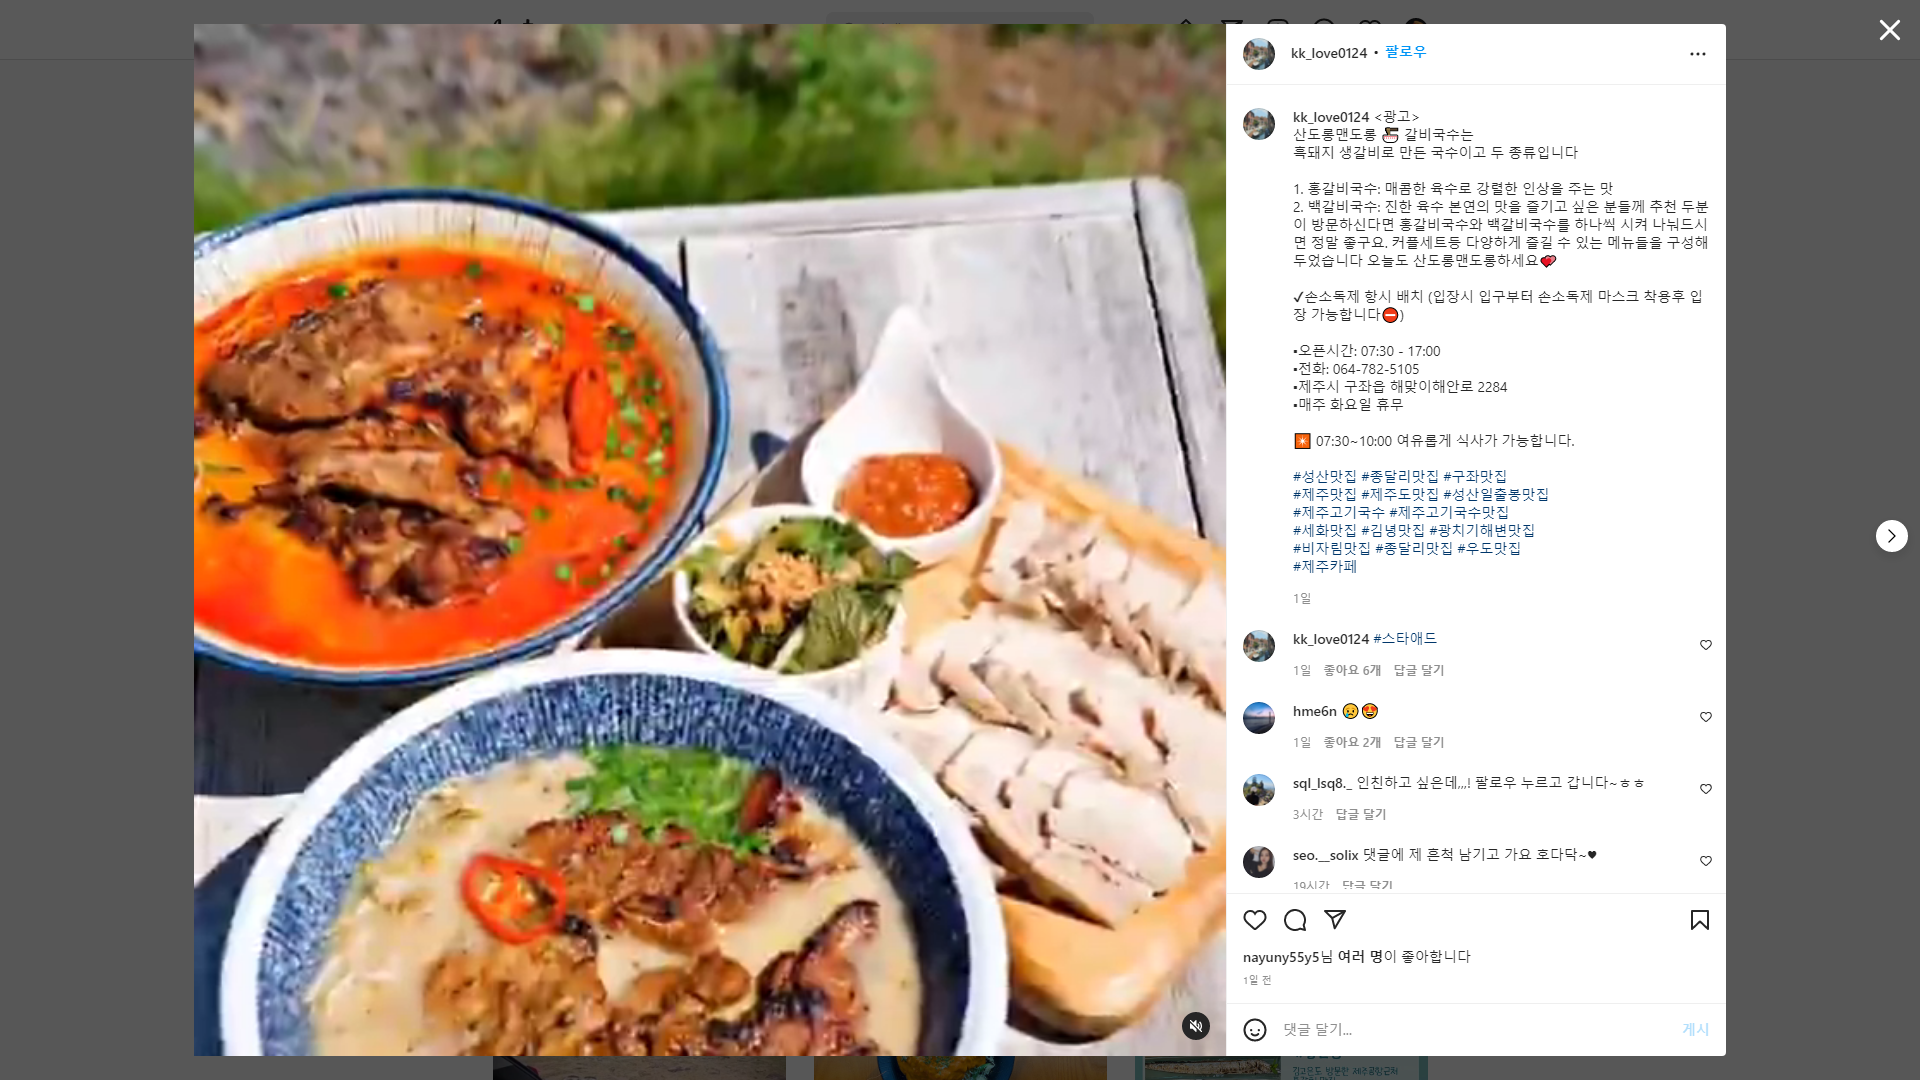 kk_love0124 • 팔로우
kk_love0124 <광고>
산도롱맨도롱 🍜 갈비국수는
흑돼지 생갈비로 만든 국수이고 두 종류입니다
1. 홍갈비국수: 매콤한 육수로 강렬한 인상을 주는 맛
2. 백갈비국수: 진한 육수 본연의 맛을 즐기고 싶은 분들께 추천 두분
이 방문하신다면 홍갈비국수와 백갈비국수를 하나씩 시켜 나눠드시
면 정말 좋구요. 커플세트등 다양하게 즐길 수 있는 메뉴들을 구성해
두었습니다 오늘도 산도롱맨도롱하세요💕
✔손소독제 항시 배치 (입장시 입구부터 손소독제 마스크 착용후 입
장 가능합니다⛔)
▪오픈시간: 07:30 - 17:00
▪전화: 064-782-5105
▪제주시 구좌읍 해맞이해안로 2284
▪매주 화요일 휴무
✴ 07:30~10:00 여유롭게 식사가 가능합니다.
#성산맛집 #종달리맛집 #구좌맛집
#제주맛집 #제주도맛집 #성산일출봉맛집
#제주고기국수 #제주고기국수맛집
#세화맛집 #김녕맛집 #광치기해변맛집
#비자림맛집 #종달리맛집 #우도맛집
#제주카페
1일
kk_love0124 #스타애드
1일 좋아요 6개 답글 달기
hme6n 😥😍
1일 좋아요 2개 답글 달기
sql_lsq8._ 인친하고 싶은데,,,! 팔로우 누르고 갑니다~ㅎㅎ
3시간 답글 달기
seo.__solix 댓글에 제 흔척 남기고 가요 호다닥~♥
19시간 답글 달기
nayuny55y5님 여러 명이 좋아합니다
1일 전
댓글 달기...
게시